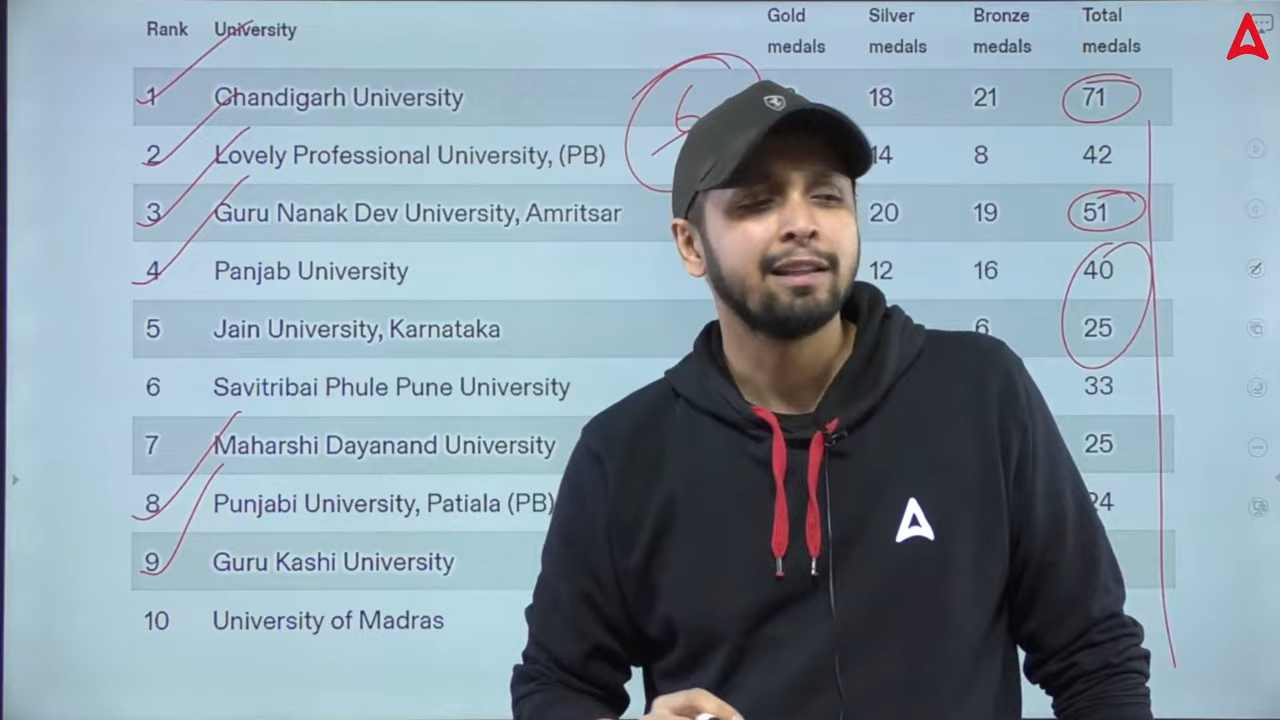 Rank University Gold medals Silver medals Bronze medals Total medals
1 Chandigarh University 18 21 71
2 Lovely Professional University, (PB) 14 8 42
3 Guru Nanak Dev University, Amritsar 20 19 51
4 Panjab University 12 16 40
5 Jain University, Karnataka 6 25
6 Savitribai Phule Pune University 33
7 Maharshi Dayanand University 25
8 Punjabi University, Patiala (PB) 24
9 Guru Kashi University
10 University of Madras
6